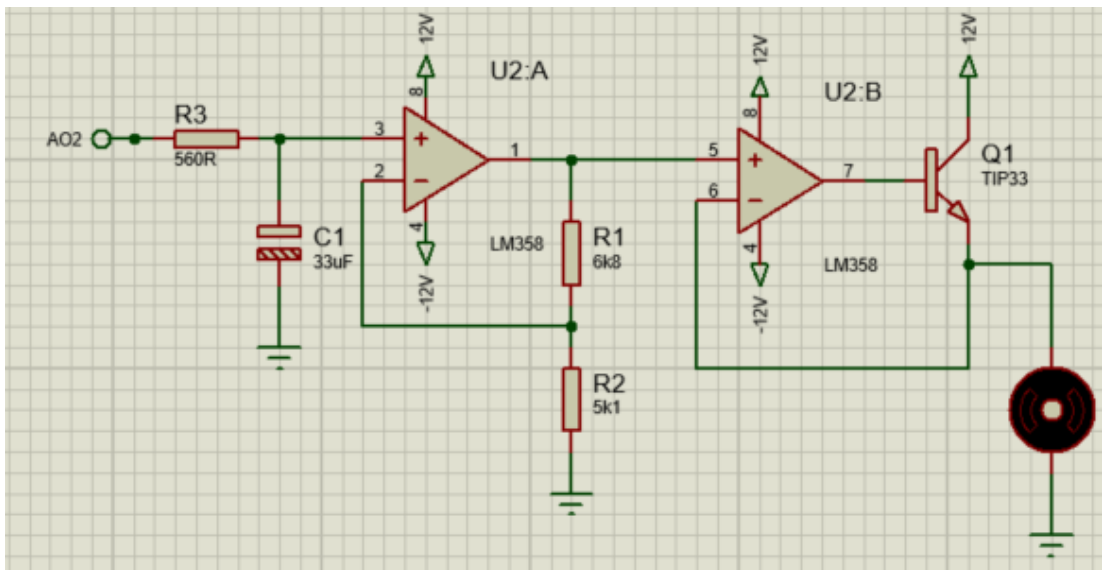 AO2
R3
560R
C1
33uF
12V
8
3
+
2
−
1
4
-12V
U2:A
LM358
R1
6k8
R2
5k1
12V
8
5
+
6
−
7
4
-12V
U2:B
LM358
12V
Q1
TIP33